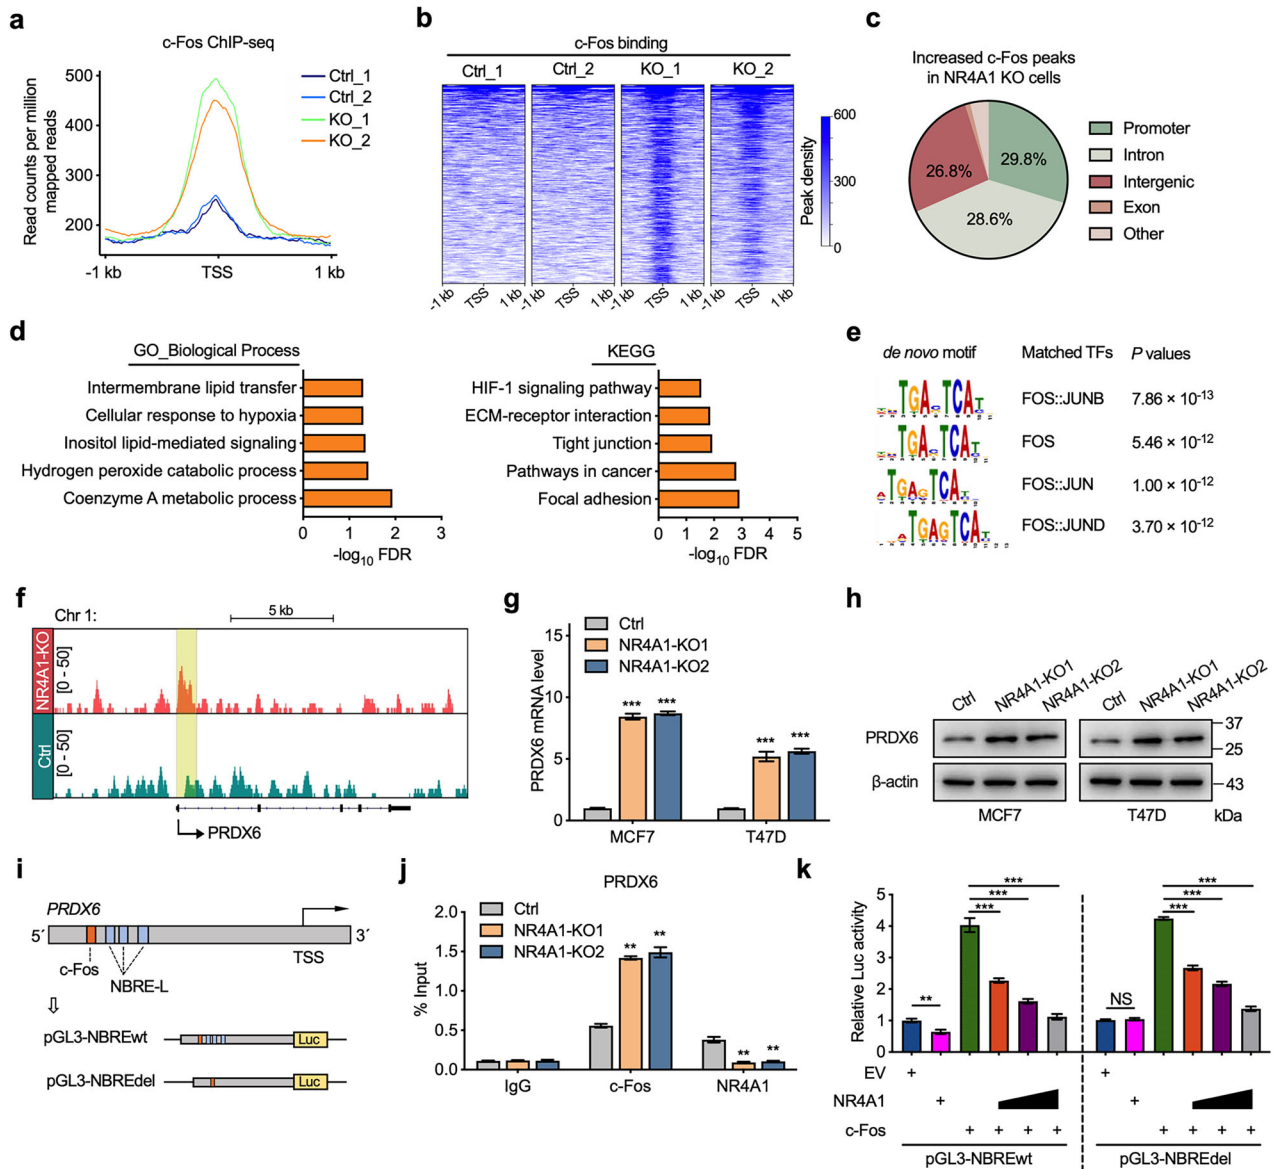 a
c-Fos ChIP-seq
Read counts per million
mapped reads
500
400
300
200
-1 kb
TSS
1 kb
Ctrl_1
Ctrl_2
KO_1
KO_2
b
c-Fos binding
Ctrl_1 Ctrl_2 KO_1 KO_2
-1 kb TSS 1 kb -1 kb TSS 1 kb -1 kb TSS 1 kb -1 kb TSS 1 kb
Peak density
600
300
0
c
Increased c-Fos peaks
in NR4A1 KO cells
29.8%
26.8%
28.6%
Promoter
Intron
Intergenic
Exon
Other
d
GO_Biological Process
Intermembrane lipid transfer
Cellular response to hypoxia
Inositol lipid-mediated signaling
Hydrogen peroxide catabolic process
Coenzyme A metabolic process
0 1 2 3
-log10 FDR
KEGG
HIF-1 signaling pathway
ECM-receptor interaction
Tight junction
Pathways in cancer
Focal adhesion
0 1 2 3 4 5
-log10 FDR
e
de novo motif Matched TFs P values
FOS::JUNB 7.86 × 10-13
FOS 5.46 × 10-12
FOS::JUN 1.00 × 10-12
FOS::JUND 3.70 × 10-12
f
Chr 1:
5 kb
NR4A1-KO
[0 - 50]
Ctrl
[0 - 50]
PRDX6
g
Ctrl
NR4A1-KO1
NR4A1-KO2
PRDX6 mRNA level
15
10
5
0
*** ***
*** ***
MCF7 T47D
h
Ctrl NR4A1-KO1 NR4A1-KO2 Ctrl NR4A1-KO1 NR4A1-KO2
PRDX6
37
25
β-actin
43
MCF7 T47D kDa
i
PRDX6
5′ 3′
c-Fos
NBRE-L
TSS
pGL3-NBREwt Luc
pGL3-NBREdel Luc
j
PRDX6
Ctrl
NR4A1-KO1
NR4A1-KO2
% Input
2.0
1.5
1.0
0.5
0.0
** **
** **
IgG c-Fos NR4A1
k
Relative Luc activity
5
4
3
2
1
0
**
***
***
***
NS
***
***
***
EV + +
NR4A1 + +
c-Fos + + + + + + + +
pGL3-NBREwt pGL3-NBREdel